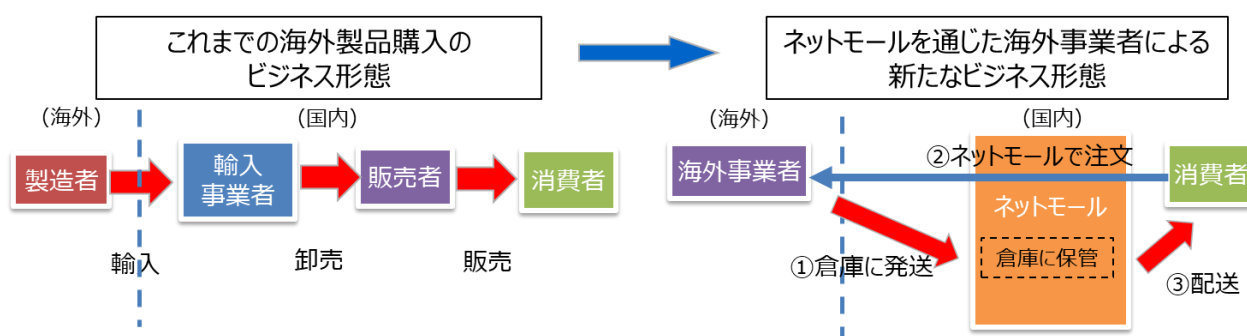 これまでの海外製品購入の
ビジネス形態
(海外)
(国内)
製造者
輸入
事業者
販売者
消費者
輸入
卸売
販売
ネットモールを通じた海外事業者による
新たなビジネス形態
(海外)
(国内)
②ネットモールで注文
海外事業者
消費者
ネットモール
倉庫に保管
①倉庫に発送
③配送